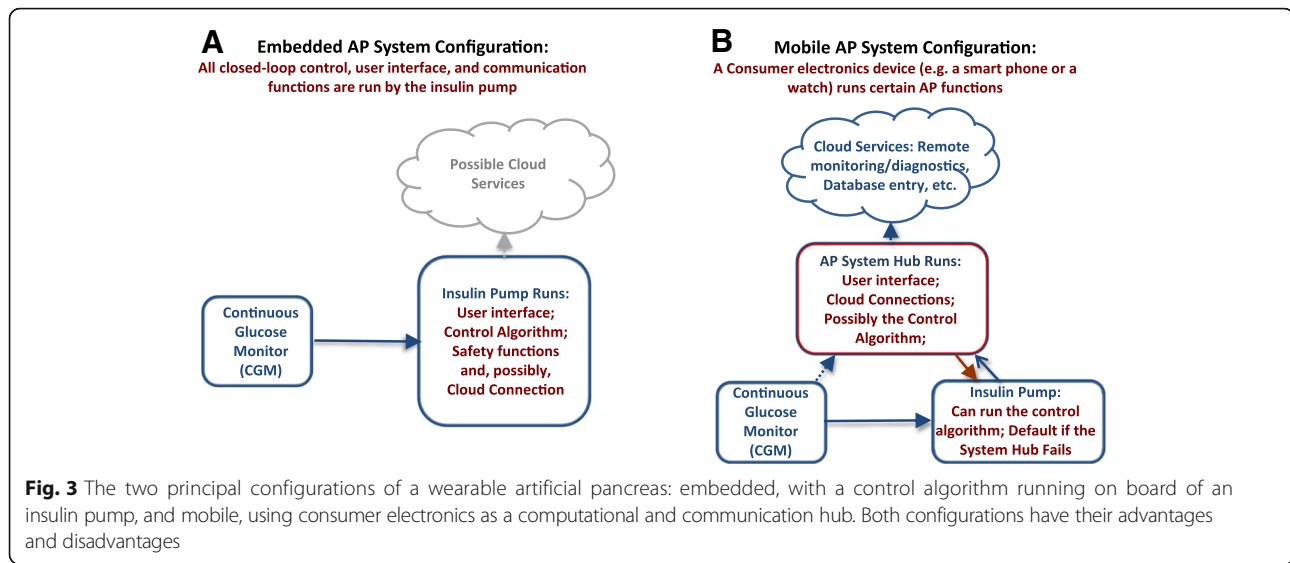 A
Embedded AP System Configuration:
All closed-loop control, user interface, and communication
functions are run by the insulin pump
Possible Cloud
Services
Continuous
Glucose
Monitor
(CGM)
Insulin Pump Runs:
User interface;
Control Algorithm;
Safety functions
and, possibly,
Cloud Connection
B
Mobile AP System Configuration:
A Consumer electronics device (e.g. a smart phone or a
watch) runs certain AP functions
Cloud Services: Remote
monitoring/diagnostics,
Database entry, etc.
AP System Hub Runs:
User interface;
Cloud Connections;
Possibly the Control
Algorithm;
Continuous
Glucose
Monitor
(CGM)
Insulin Pump:
Can run the control
algorithm; Default if the
System Hub Fails
Fig. 3 The two principal configurations of a wearable artificial pancreas: embedded, with a control algorithm running on board of an
insulin pump, and mobile, using consumer electronics as a computational and communication hub. Both configurations have their advantages
and disadvantages